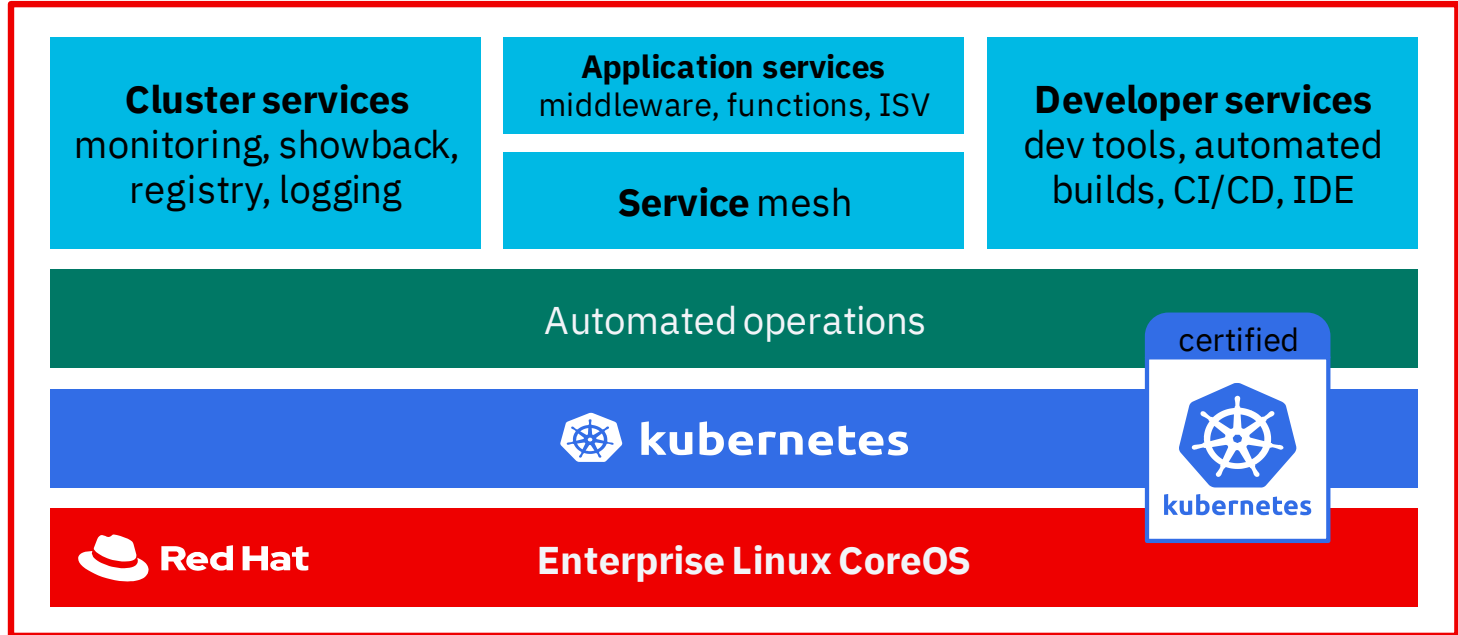 Cluster services
monitoring, showback,
registry, logging
Application services
middleware, functions, ISV
Service mesh
Developer services
dev tools, automated
builds, CI/CD, IDE
Automated operations
certified
kubernetes
kubernetes
Red Hat
Enterprise Linux CoreOS